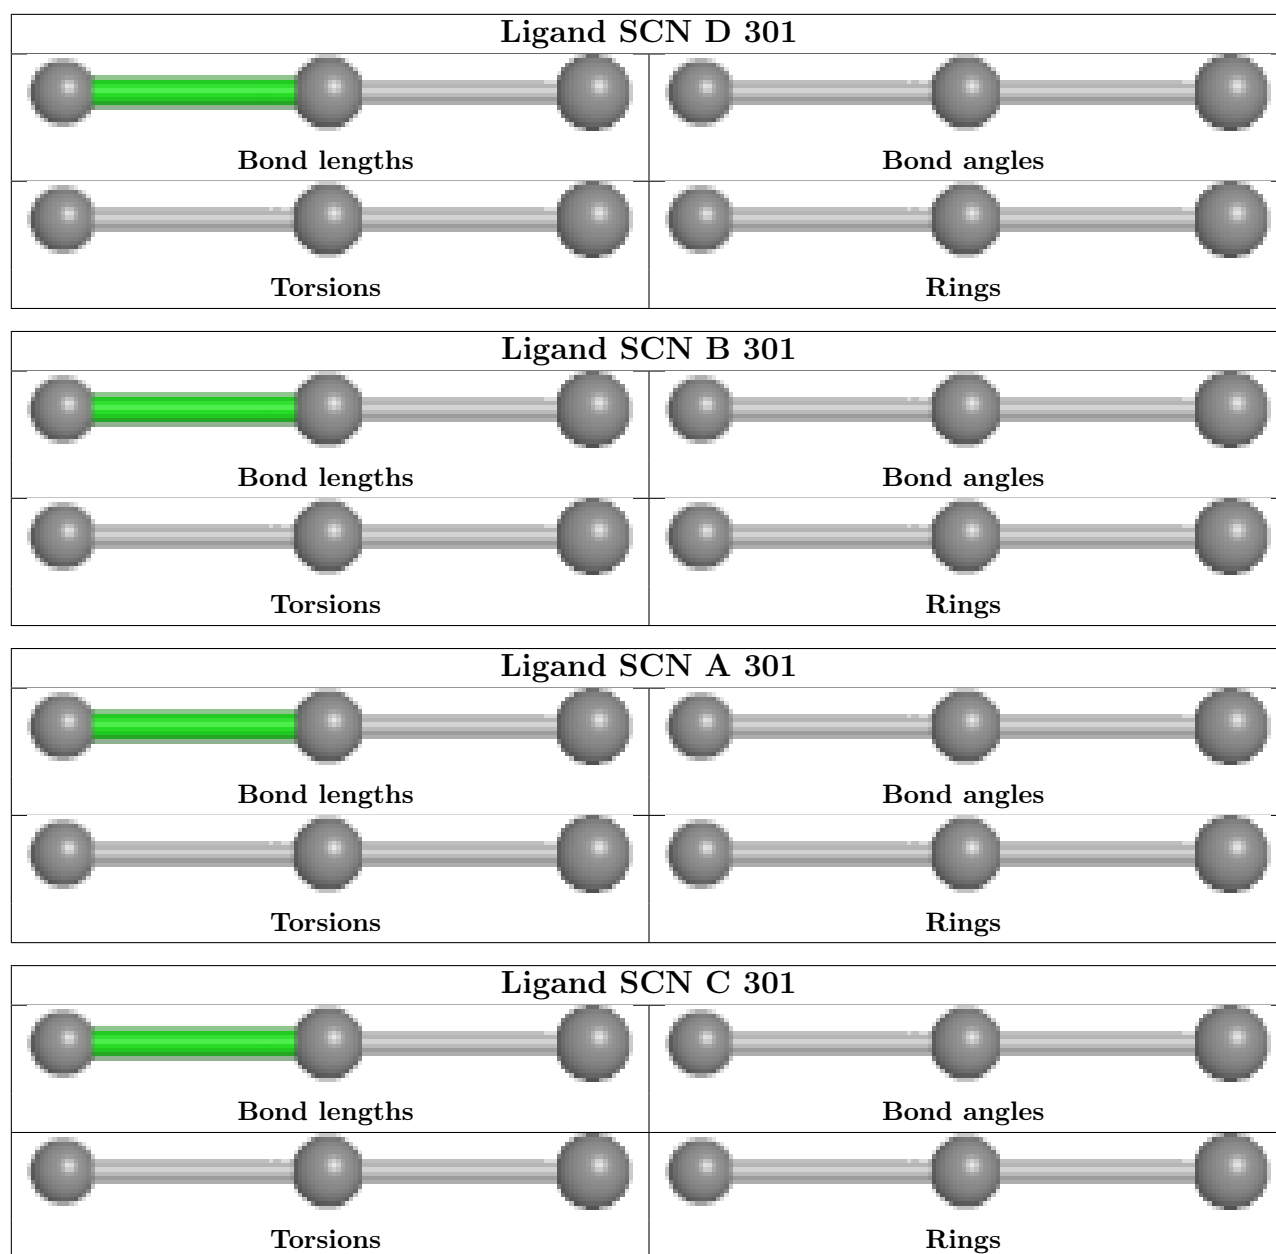 Ligand SCN D 301
Bond lengths Bond angles
Torsions Rings
Ligand SCN B 301
Bond lengths Bond angles
Torsions Rings
Ligand SCN A 301
Bond lengths Bond angles
Torsions Rings
Ligand SCN C 301
Bond lengths Bond angles
Torsions Rings